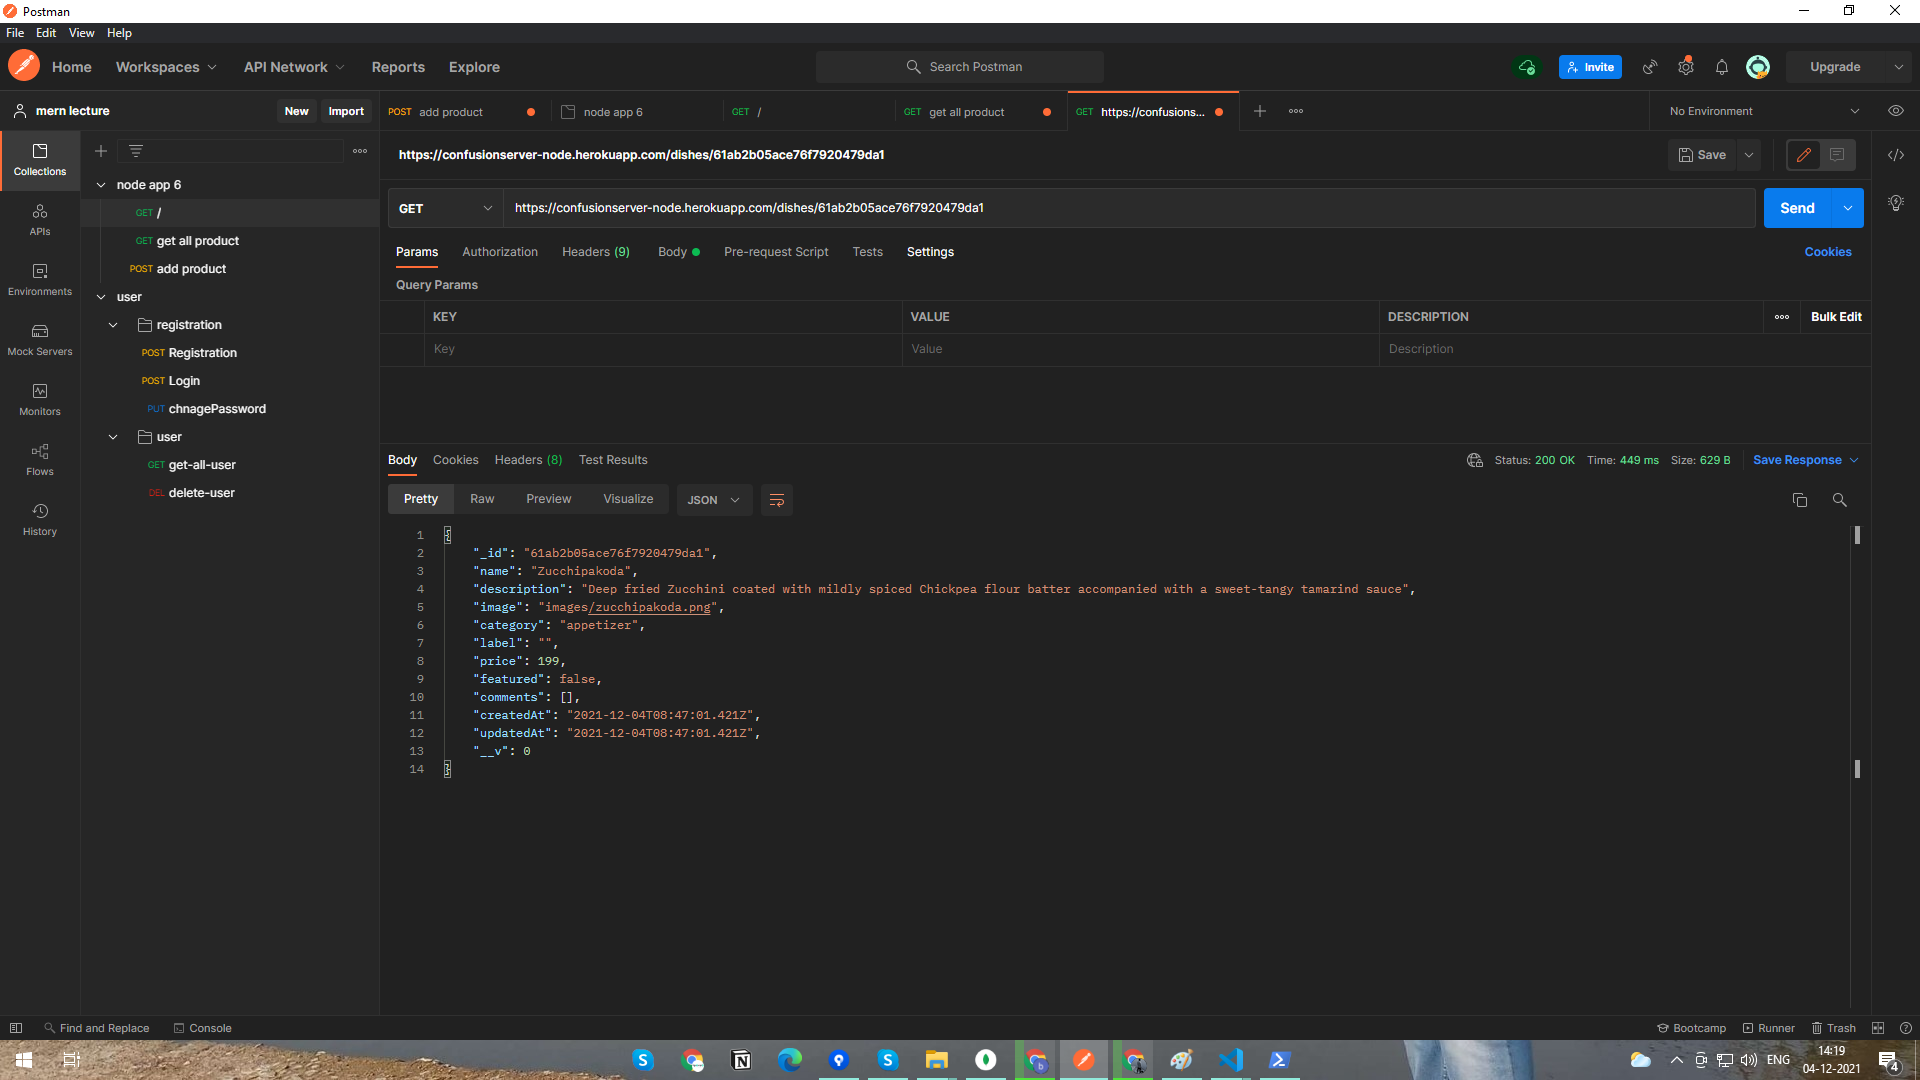 Postman
File Edit View Help
Home Workspaces API Network Reports Explore Search Postman Invite Upgrade
mern lecture New Import
POST add product node app 6 GET / GET get all product GET https://confusions... No Environment
https://confusionserver-node.herokuapp.com/dishes/61ab2b05ace76f7920479da1 Save
GET https://confusionserver-node.herokuapp.com/dishes/61ab2b05ace76f7920479da1 Send
Params Authorization Headers (9) Body Pre-request Script Tests Settings Cookies
Query Params
KEY VALUE DESCRIPTION Bulk Edit
Key Value Description
Collections
APIs
Environments
Mock Servers
Monitors
Flows
History
node app 6
GET /
GET get all product
POST add product
user
registration
POST Registration
POST Login
PUT chnagePassword
user
GET get-all-user
DEL delete-user
Body Cookies Headers (8) Test Results Status: 200 OK Time: 449 ms Size: 629 B Save Response
Pretty Raw Preview Visualize JSON
1 {
2 "_id": "61ab2b05ace76f7920479da1",
3 "name": "Zucchipakoda",
4 "description": "Deep fried Zucchini coated with mildly spiced Chickpea flour batter accompanied with a sweet-tangy tamarind sauce",
5 "image": "images/zucchipakoda.png",
6 "category": "appetizer",
7 "label": "",
8 "price": 199,
9 "featured": false,
10 "comments": [],
11 "createdAt": "2021-12-04T08:47:01.421Z",
12 "updatedAt": "2021-12-04T08:47:01.421Z",
13 "__v": 0
14 }
Find and Replace Console Bootcamp Runner Trash
ENG 14:19
04-12-2021 4